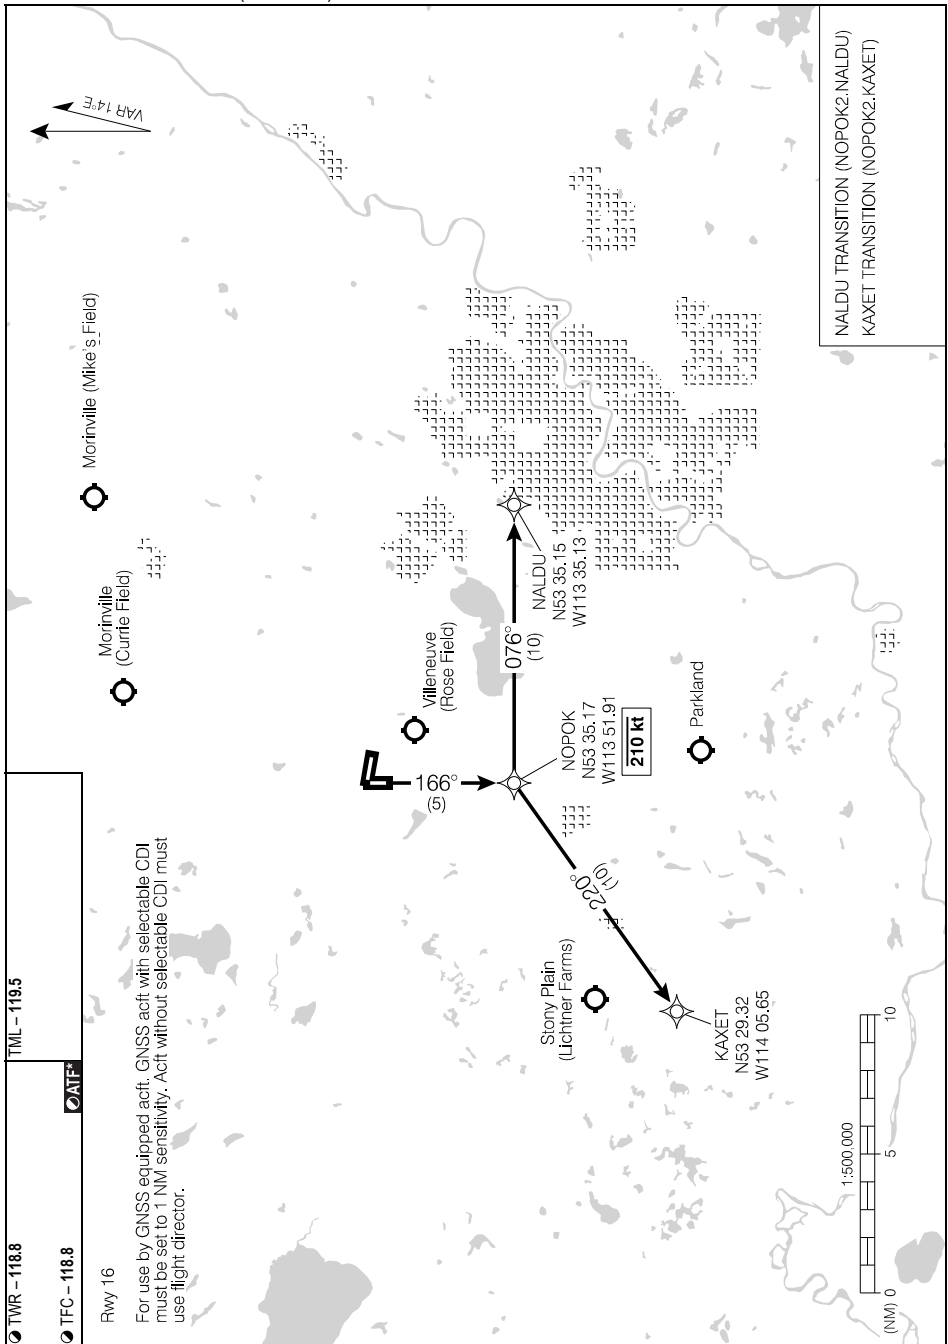 TWR – 118.8
TML – 119.5
TFC – 118.8
ATF*
Rwy 16
For use by GNSS equipped acft. GNSS acft with selectable CDI
must be set to 1 NM sensitivity. Acft without selectable CDI must
use flight director.
VAR 14°E
Morinville (Mike's Field)
Morinville
(Currie Field)
Villeneuve
(Rose Field)
166°
(5)
076°
(10)
NALDU
N53 35.15
W113 35.13
NOPOK
N53 35.17
W113 51.91
210 kt
Parkland
220°
(10)
Stony Plain
(Lichtner Farms)
KAXET
N53 29.32
W114 05.65
1:500,000
(NM) 0
5
10
NALDU TRANSITION (NOPOK2.NALDU)
KAXET TRANSITION (NOPOK2.KAXET)